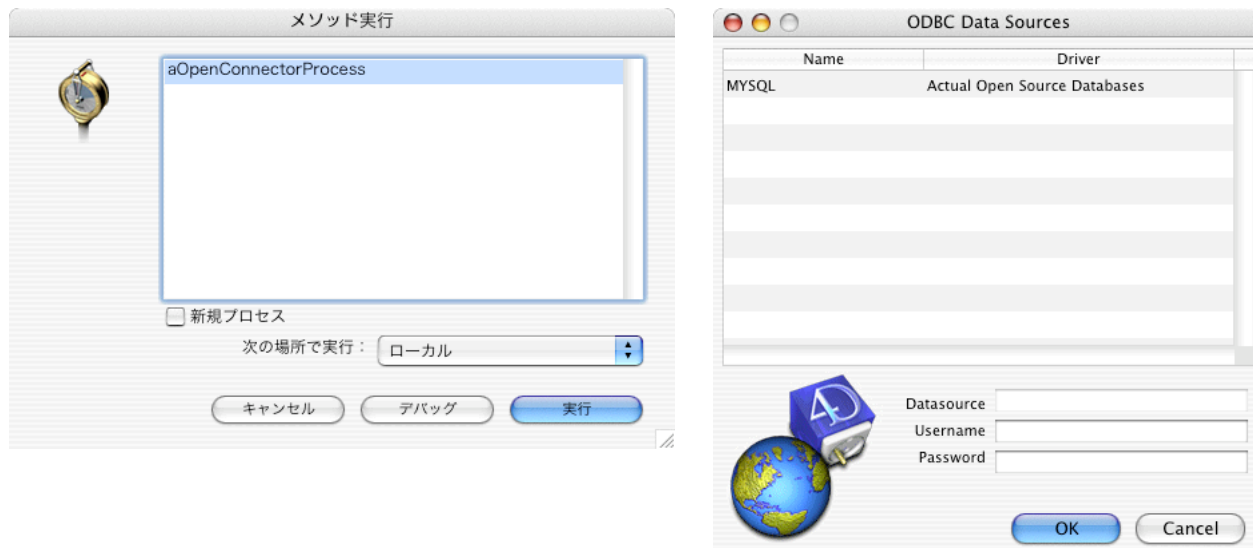 メソッド実行
aOpenConnectorProcess
新規プロセス
次の場所で実行：
ローカル
キャンセル
デバッグ
実行
ODBC Data Sources
Name Driver
MYSQL Actual Open Source Databases
4D
Datasource
Username
Password
OK
Cancel